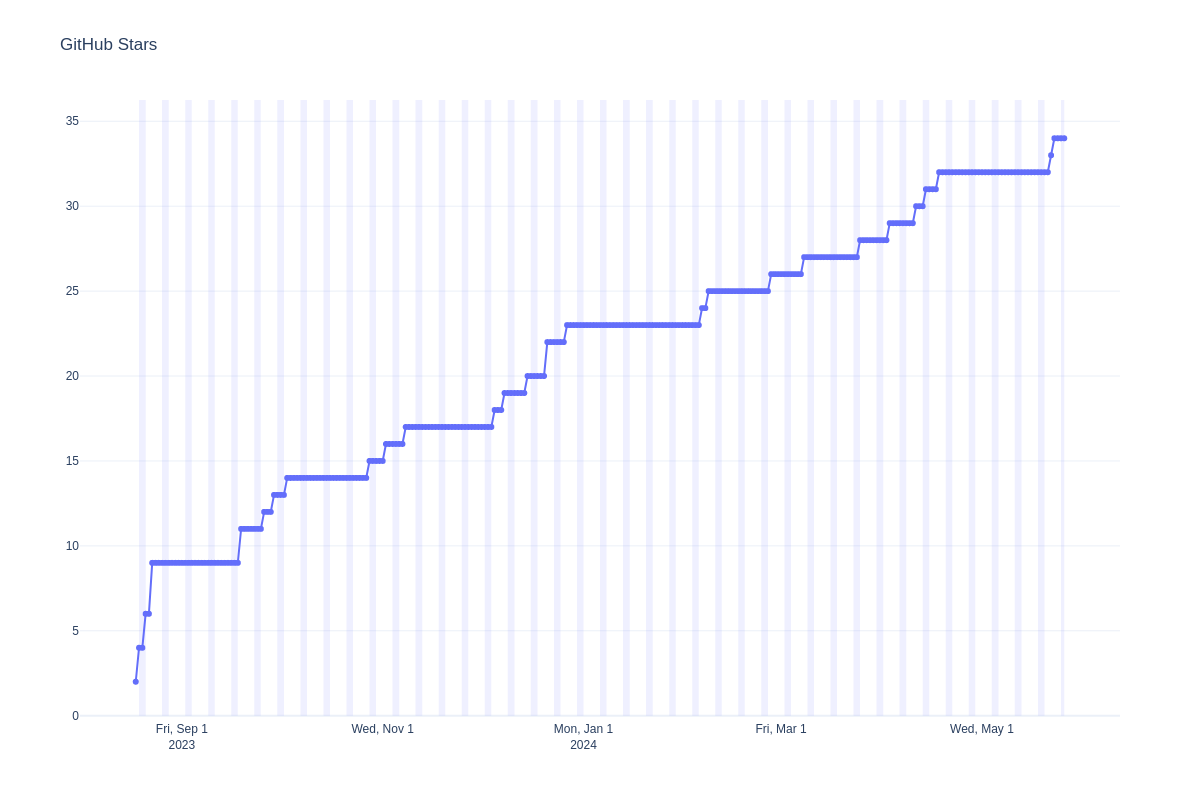 GitHub Stars
35
30
25
20
15
10
5
0
Fri, Sep 1
2023
Wed, Nov 1
Mon, Jan 1
2024
Fri, Mar 1
Wed, May 1